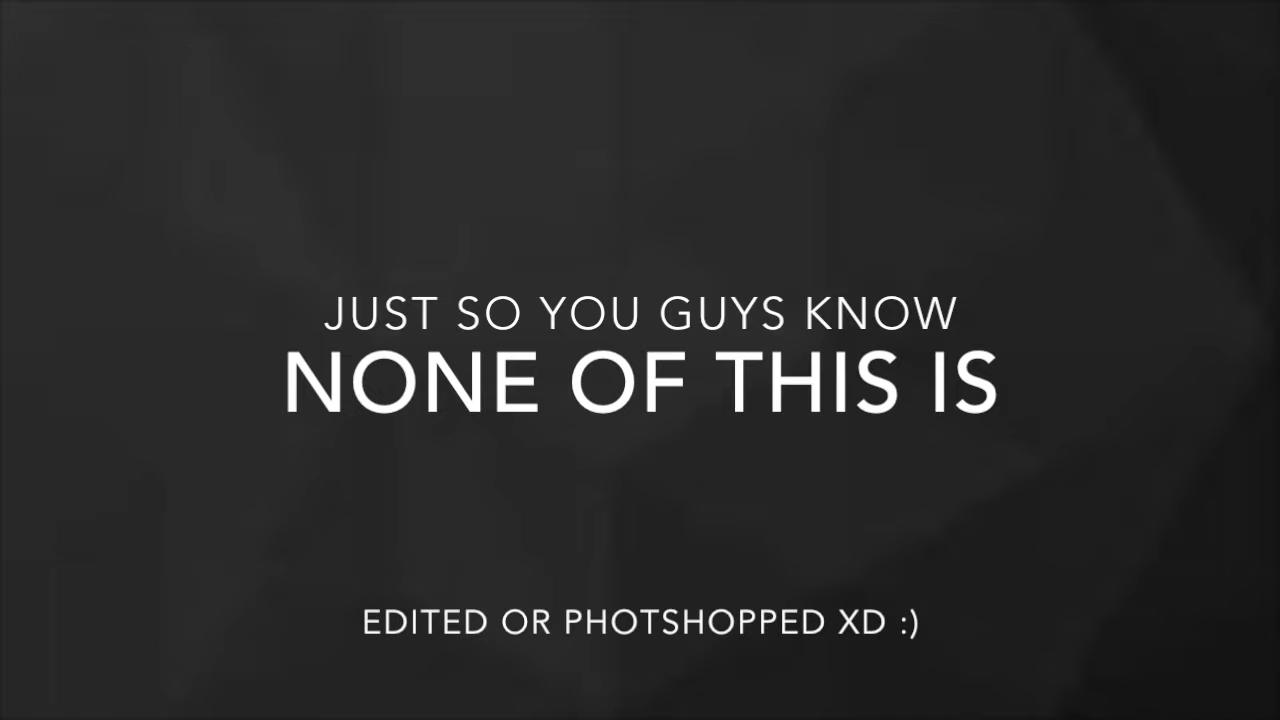 JUST SO YOU GUYS KNOW
NONE OF THIS IS
EDITED OR PHOTSHOPPED XD :)